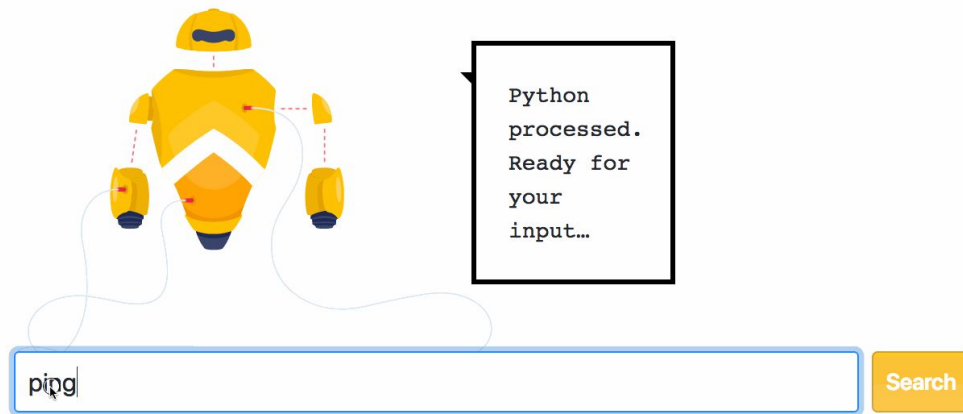 Python
processed.
Ready for
your
input…
ping
Search